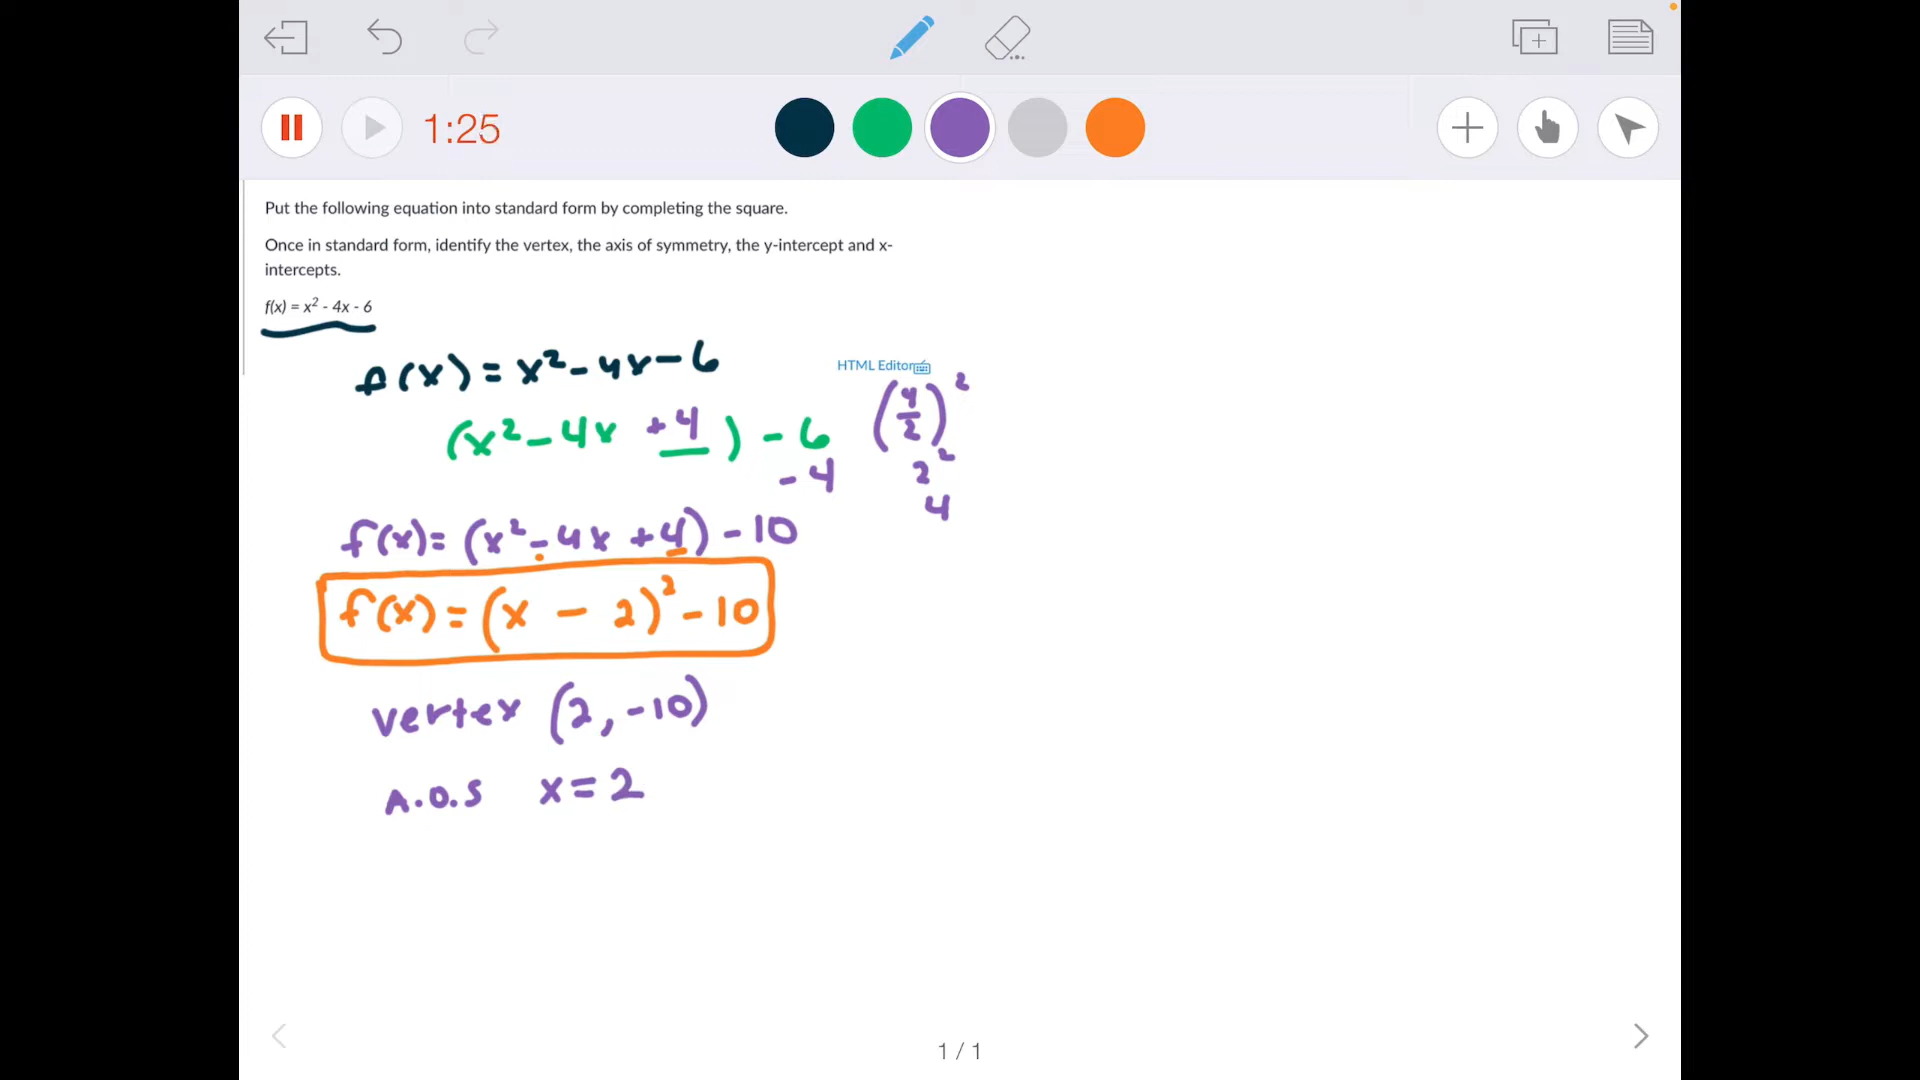 1:25
Put the following equation into standard form by completing the square.
Once in standard form, identify the vertex, the axis of symmetry, the y-intercept and x-
intercepts.
f(x) = x² - 4x - 6
f(x) = x² - 4x - 6
HTML Editor
(x² - 4x + 4) - 6
- 4
(4/2)²
2²
4
f(x) = (x² - 4x + 4) - 10
f(x) = (x - 2)² - 10
vertex (2, -10)
A.O.S x = 2
1 / 1